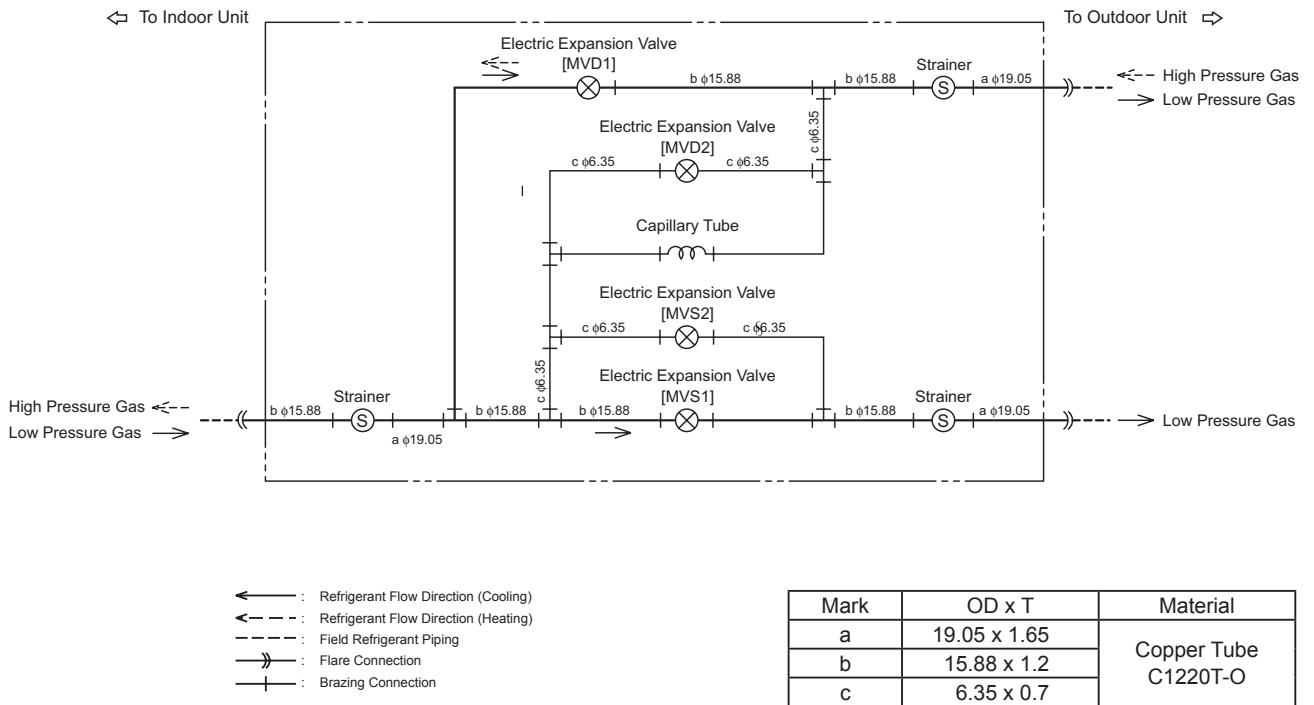 To Indoor Unit
To Outdoor Unit
Electric Expansion Valve
[MVD1]
b ϕ15.88
b ϕ15.88
Strainer
a ϕ19.05
High Pressure Gas
Low Pressure Gas
c ϕ6.35
Electric Expansion Valve
[MVD2]
c ϕ6.35
c ϕ6.35
Capillary Tube
Electric Expansion Valve
[MVS2]
c ϕ6.35
c ϕ6.35
c ϕ6.35
Electric Expansion Valve
[MVS1]
High Pressure Gas
Low Pressure Gas
b ϕ15.88
Strainer
S
a ϕ19.05
b ϕ15.88
b ϕ15.88
b ϕ15.88
Strainer
S
a ϕ19.05
Low Pressure Gas
S
: Refrigerant Flow Direction (Cooling)
: Refrigerant Flow Direction (Heating)
: Field Refrigerant Piping
: Flare Connection
: Brazing Connection
Mark OD x T Material
a 19.05 x 1.65
b 15.88 x 1.2
c 6.35 x 0.7
Copper Tube
C1220T-O